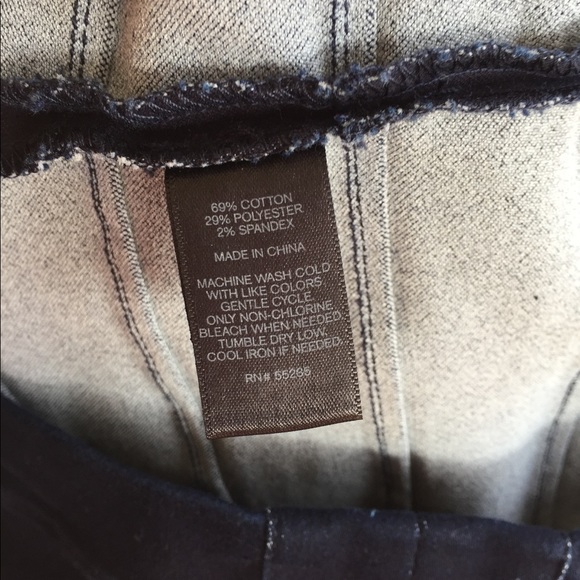 69% COTTON
29% POLYESTER
2% SPANDEX
MADE IN CHINA
MACHINE WASH COLD
WITH LIKE COLORS
GENTLE CYCLE.
ONLY NON-CHLORINE
BLEACH WHEN NEEDED.
TUMBLE DRY LOW.
COOL IRON IF NEEDED.
RN# 55285